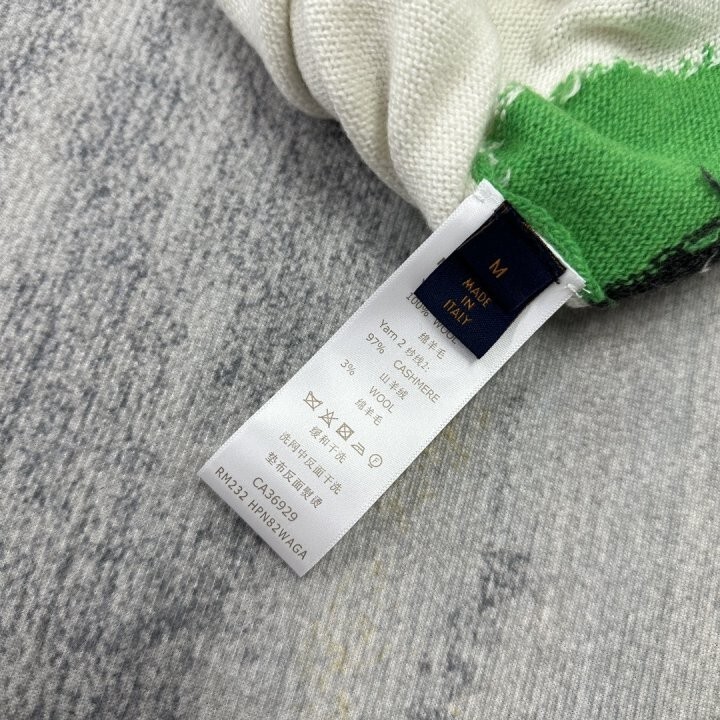 M
MADE
IN
ITALY
100% WOOL
绵羊毛
Yarn 2 纱线2:
97% CASHMERE
山羊绒
3% WOOL
绵羊毛
缓和干洗
洗网中反面干洗
垫布反面熨烫
CA36929
RM232 HPN82WAGA